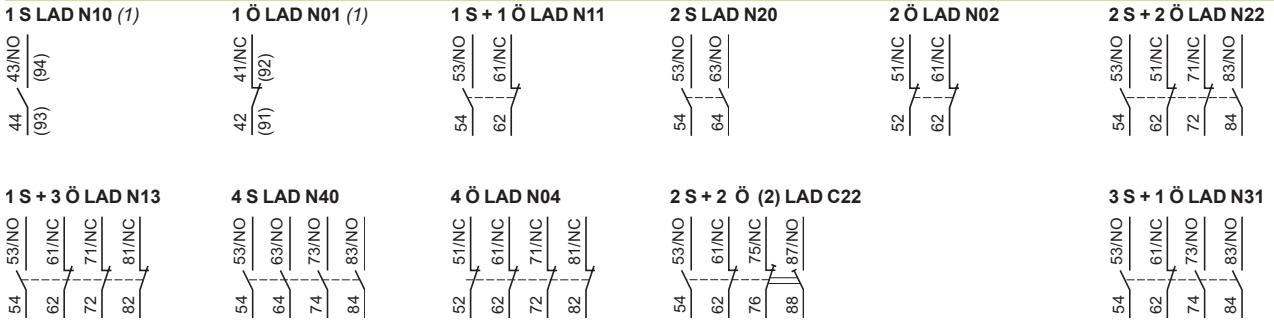 1 S LAD N10 (1)
43/NO
(94)
44
(93)
1 Ö LAD N01 (1)
41/NC
(92)
42
(91)
1 S + 1 Ö LAD N11
53/NO
61/NC
54
62
2 S LAD N20
53/NO
63/NO
54
64
2 Ö LAD N02
51/NC
61/NC
52
62
2 S + 2 Ö LAD N22
53/NO
51/NC
71/NC
83/NO
54
62
72
84
1 S + 3 Ö LAD N13
53/NO
61/NC
71/NC
81/NC
54
62
72
82
4 S LAD N40
53/NO
63/NO
73/NO
83/NO
54
64
74
84
4 Ö LAD N04
51/NC
61/NC
71/NC
81/NC
52
62
72
82
2 S + 2 Ö (2) LAD C22
53/NO
61/NC
75/NC
87/NO
54
62
76
88
3 S + 1 Ö LAD N31
53/NO
61/NC
73/NO
83/NO
54
62
74
84